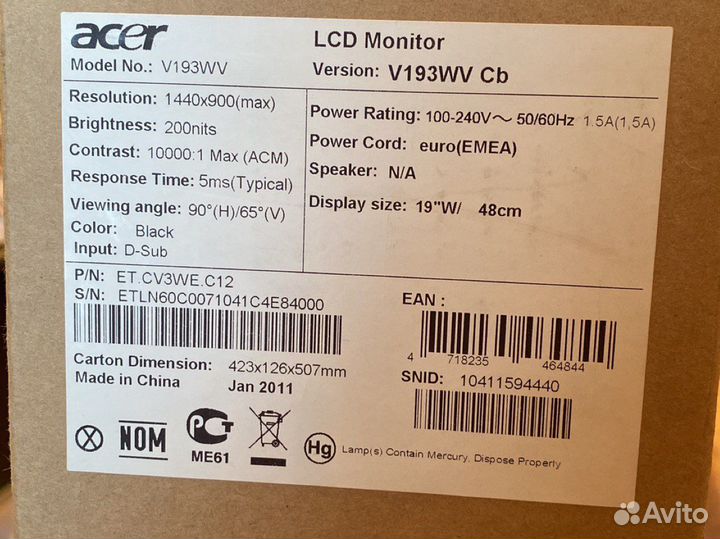 acer
LCD Monitor
Model No.: V193WV
Version: V193WV Cb
Resolution: 1440x900(max)
Brightness: 200nits
Contrast: 10000:1 Max (ACM)
Response Time: 5ms(Typical)
Viewing angle: 90°(H)/65°(V)
Color: Black
Input: D-Sub
Power Rating: 100-240V～ 50/60Hz 1.5A(1,5A)
Power Cord: euro(EMEA)
Speaker: N/A
Display size: 19"W/ 48cm
P/N: ET.CV3WE.C12
S/N: ETLN60C0071041C4E84000
EAN :
4 718235 464844
Carton Dimension: 423x126x507mm
Made in China Jan 2011
SNID: 10411594440
NOM
PCT
ME61
Hg
Lamp(s) Contain Mercury, Dispose Properly
Avito